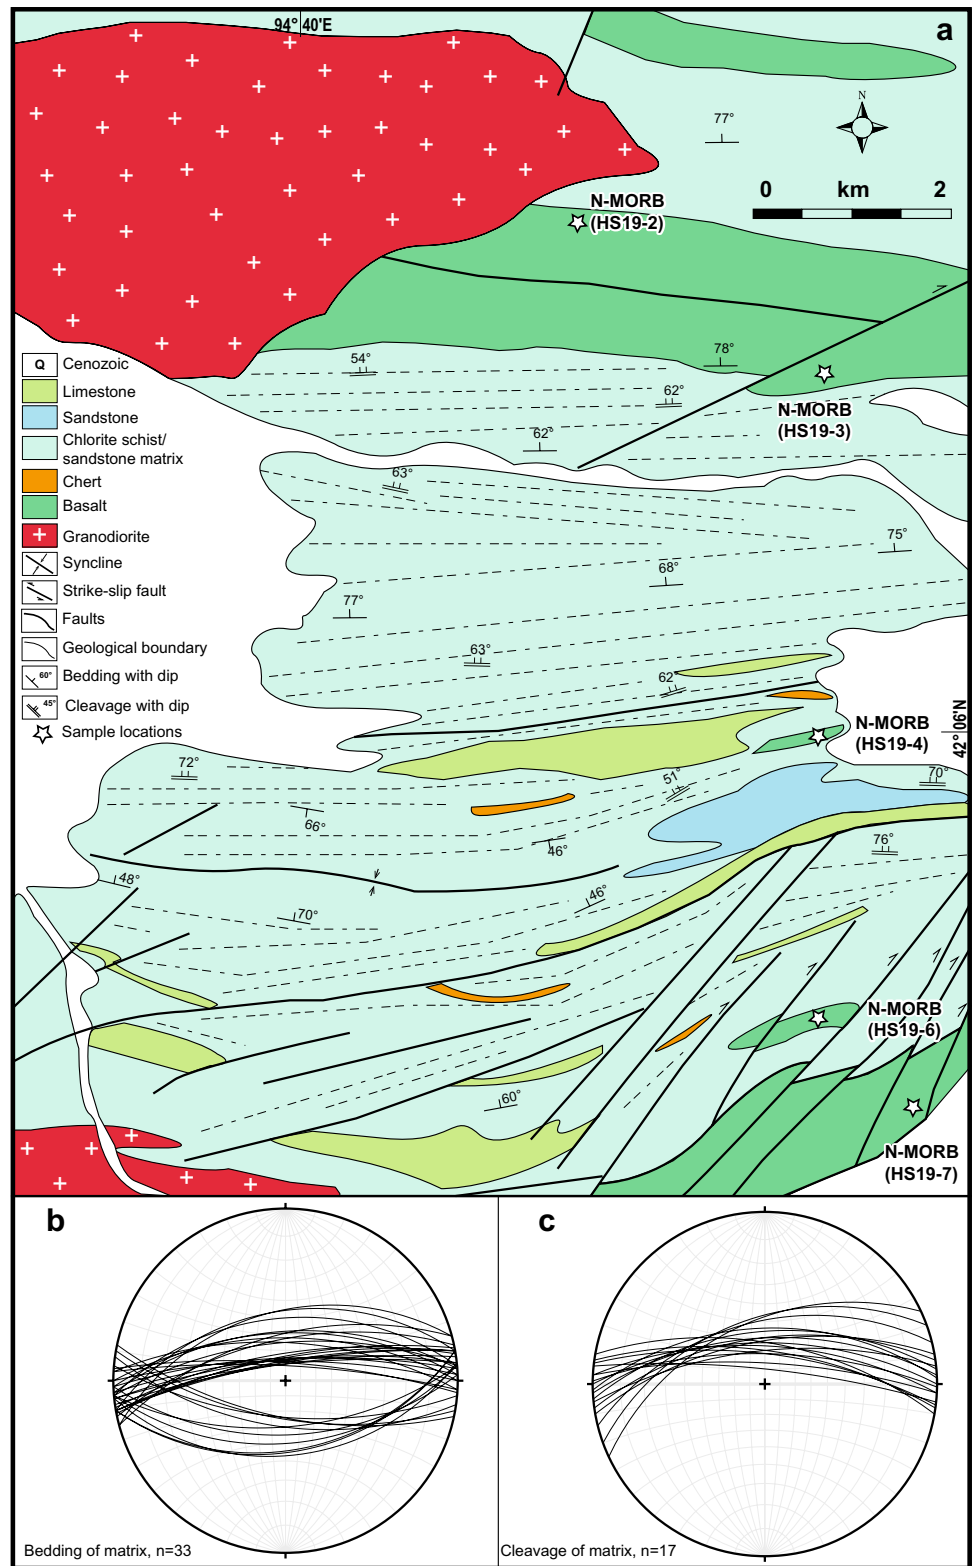 94° 40'E
a
77°
N
0 km 2
N-MORB
(HS19-2)
54°
78°
62°
N-MORB
(HS19-3)
62°
63°
75°
68°
77°
63°
62°
N-MORB
(HS19-4)
42° 06'N
72°
51°
70°
66°
46°
76°
48°
70°
46°
N-MORB
(HS19-6)
60°
N-MORB
(HS19-7)
Q Cenozoic
Limestone
Sandstone
Chlorite schist/
sandstone matrix
Chert
Basalt
Granodiorite
Syncline
Strike-slip fault
Faults
Geological boundary
60° Bedding with dip
45° Cleavage with dip
Sample locations
b
Bedding of matrix, n=33
c
Cleavage of matrix, n=17